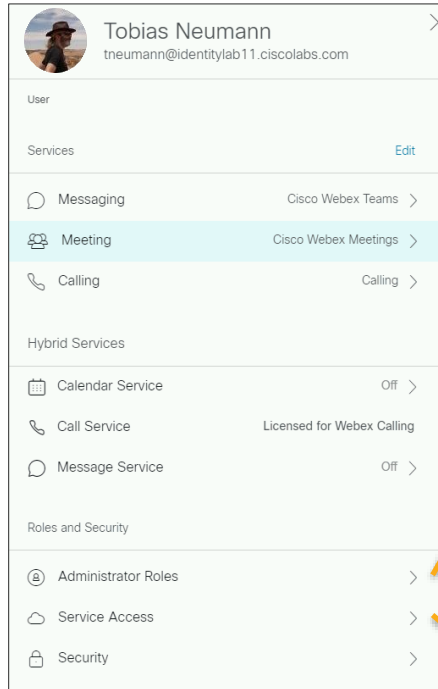 Tobias Neumann
tneumann@identitylab11.ciscolabs.com
User
Services Edit
Messaging Cisco Webex Teams
Meeting Cisco Webex Meetings
Calling Calling
Hybrid Services
Calendar Service Off
Call Service Licensed for Webex Calling
Message Service Off
Roles and Security
Administrator Roles
Service Access
Security